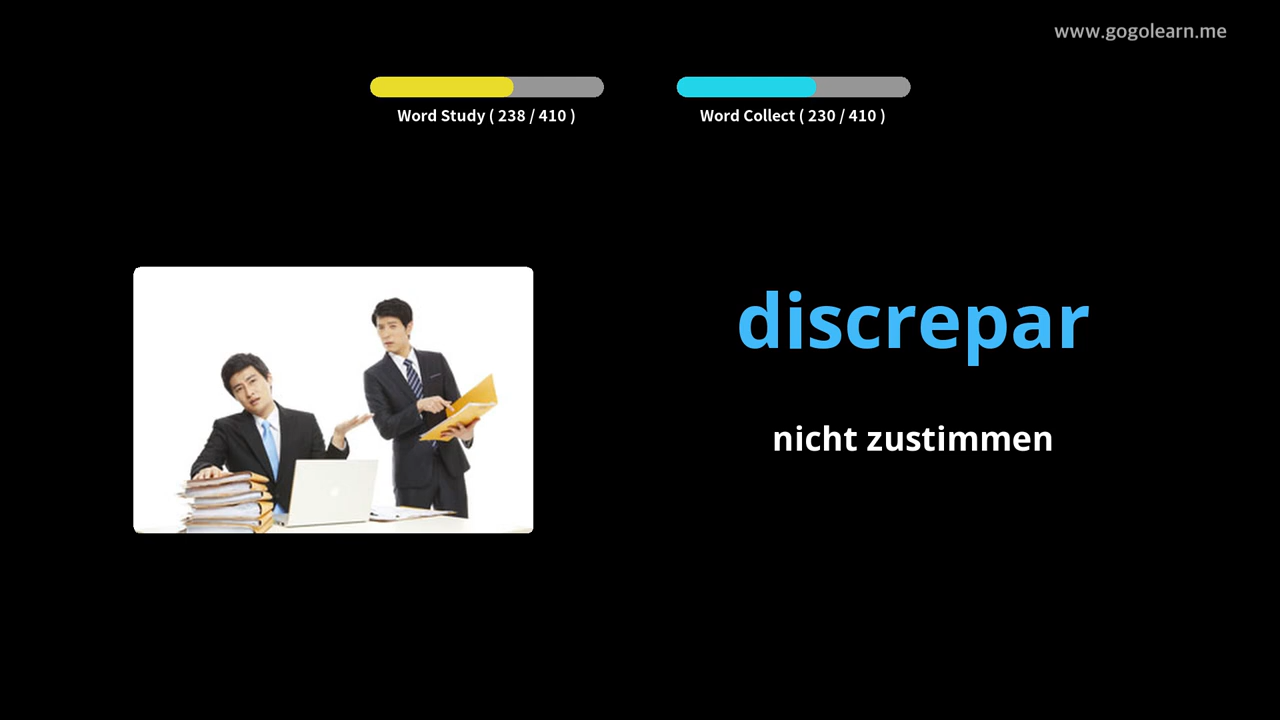 www.gogolearn.me
Word Study ( 238 / 410 )
Word Collect ( 230 / 410 )
discrepar
nicht zustimmen